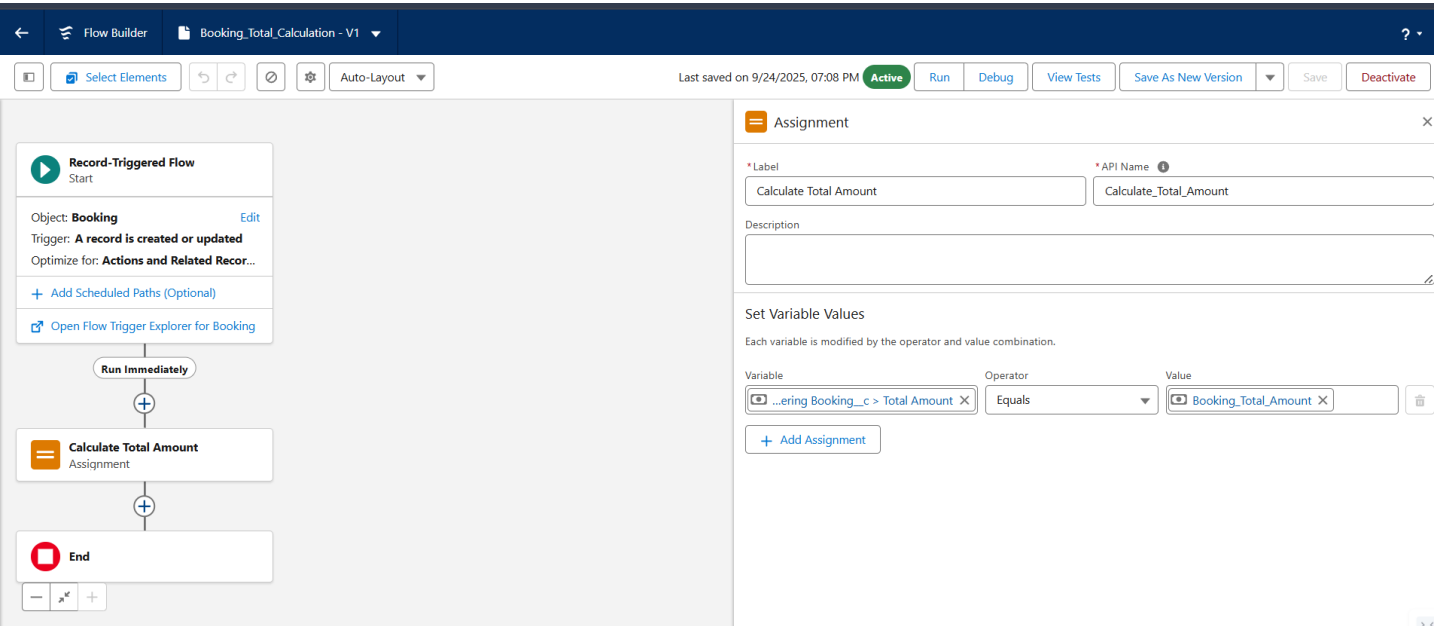 Flow Builder
Booking_Total_Calculation - V1
?
Select Elements
Auto-Layout
Last saved on 9/24/2025, 07:08 PM
Active
Run
Debug
View Tests
Save As New Version
Save
Deactivate
Record-Triggered Flow
Start
Object: Booking
Edit
Trigger: A record is created or updated
Optimize for: Actions and Related Recor...
+ Add Scheduled Paths (Optional)
Open Flow Trigger Explorer for Booking
Run Immediately
Calculate Total Amount
Assignment
End
Assignment
*Label
*API Name
Calculate Total Amount
Calculate_Total_Amount
Description
Set Variable Values
Each variable is modified by the operator and value combination.
Variable
Operator
Value
...ering Booking__c > Total Amount
Equals
Booking_Total_Amount
+ Add Assignment